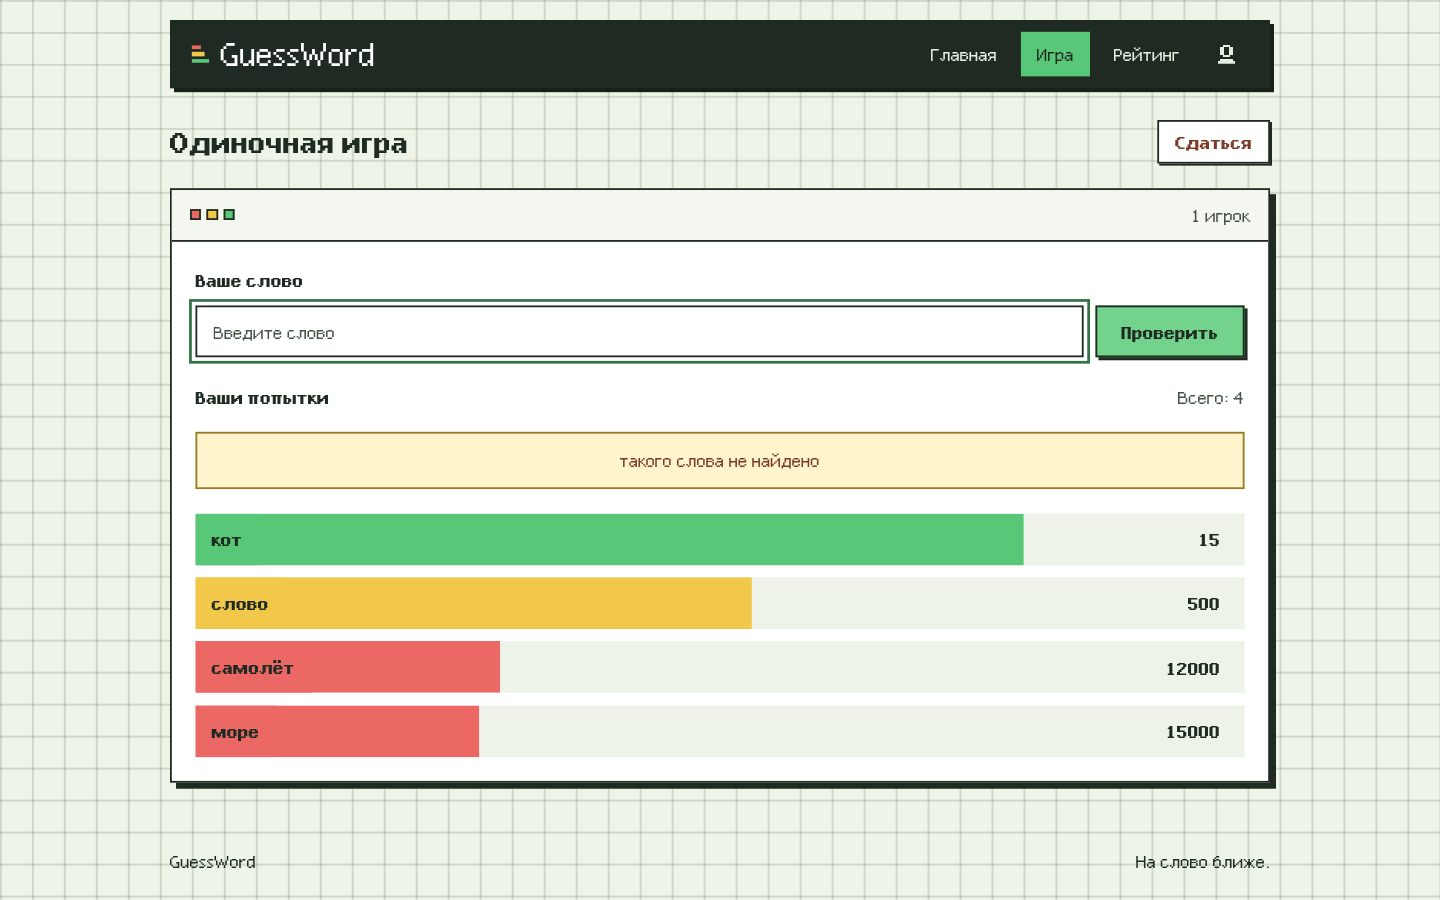 GuessWord
Главная
Игра
Рейтинг
Одиночная игра
Сдаться
1 игрок
Ваше слово
Введите слово
Проверить
Ваши попытки
Всего: 4
такого слова не найдено
кот 15
слово 500
самолёт 12000
море 15000
GuessWord
На слово ближе.